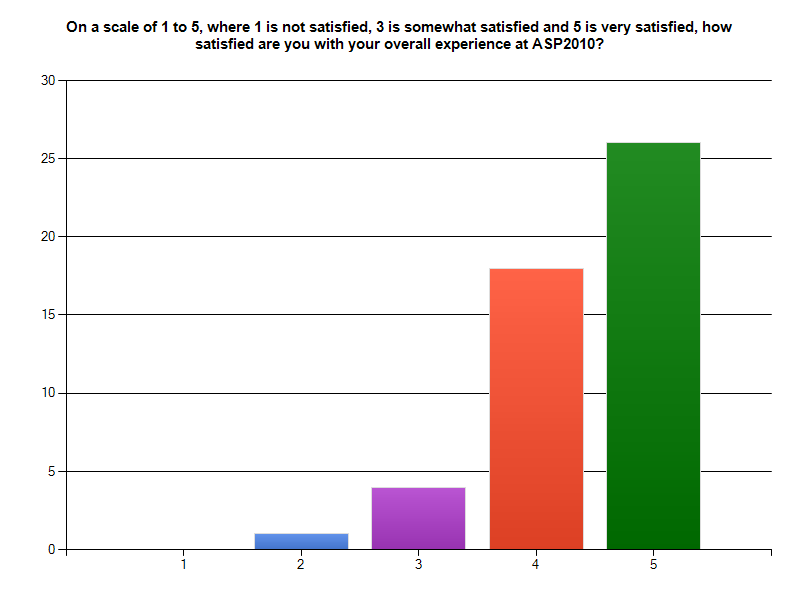 On a scale of 1 to 5, where 1 is not satisfied, 3 is somewhat satisfied and 5 is very satisfied, how
satisfied are you with your overall experience at ASP2010?
30
25
20
15
10
5
0
1 2 3 4 5